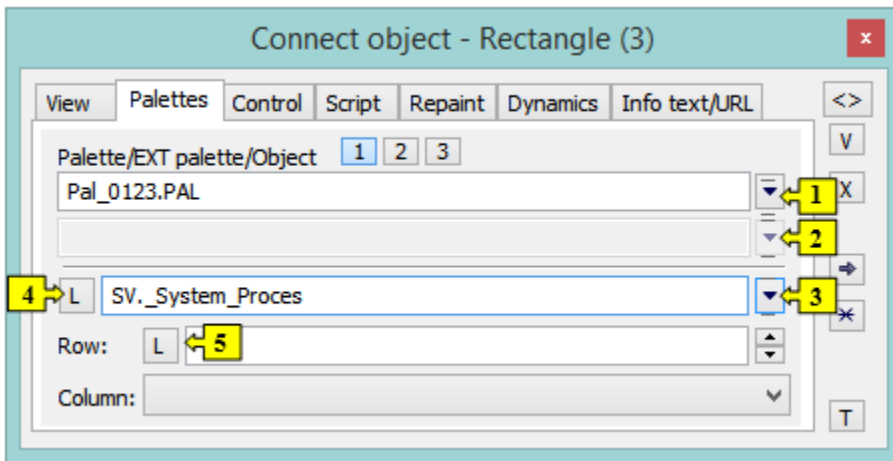 Connect object - Rectangle (3)
x
View Palettes Control Script Repaint Dynamics Info text/URL
<>
V
Palette/EXT palette/Object 1 2 3
Pal_0123.PAL
1
X
2
4
L
SV._System_Proces
3
Row: L
5
Column:
T